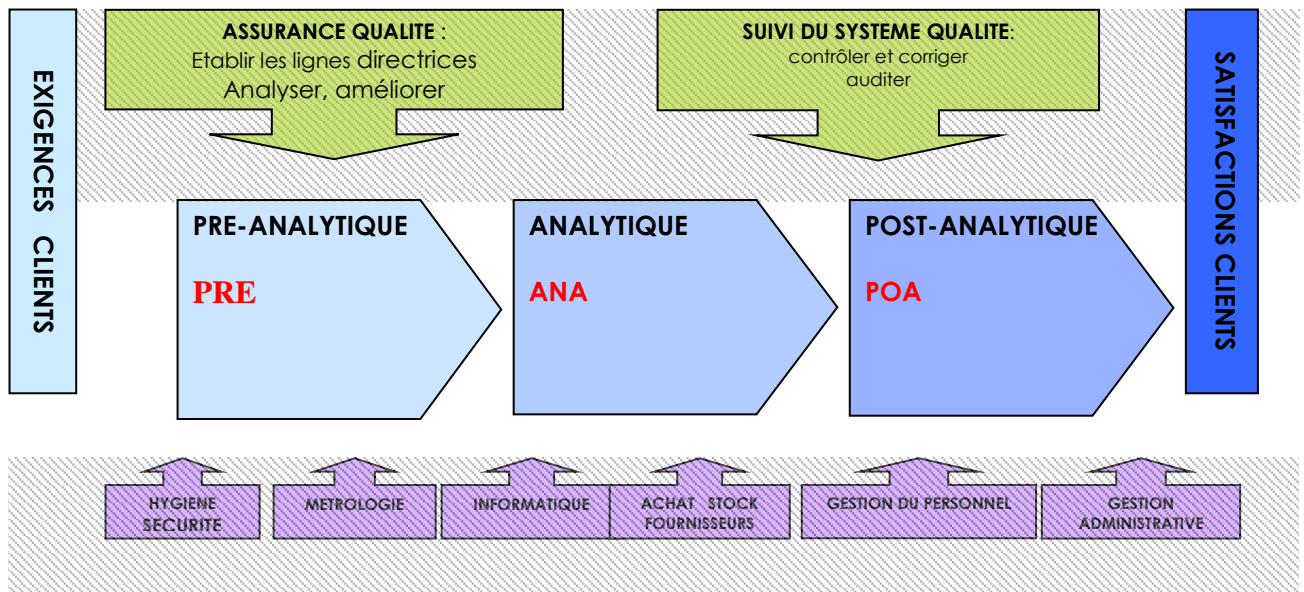 EXIGENCES CLIENTS
ASSURANCE QUALITE :
Etablir les lignes directrices
Analyser, améliorer
SUIVI DU SYSTEME QUALITE:
contrôler et corriger
auditer
SATISFACTIONS CLIENTS
PRE-ANALYTIQUE
PRE
ANALYTIQUE
ANA
POST-ANALYTIQUE
POA
HYGIENE
SECURITE
METROLOGIE
INFORMATIQUE
ACHAT STOCK
FOURNISSEURS
GESTION DU PERSONNEL
GESTION
ADMINISTRATIVE